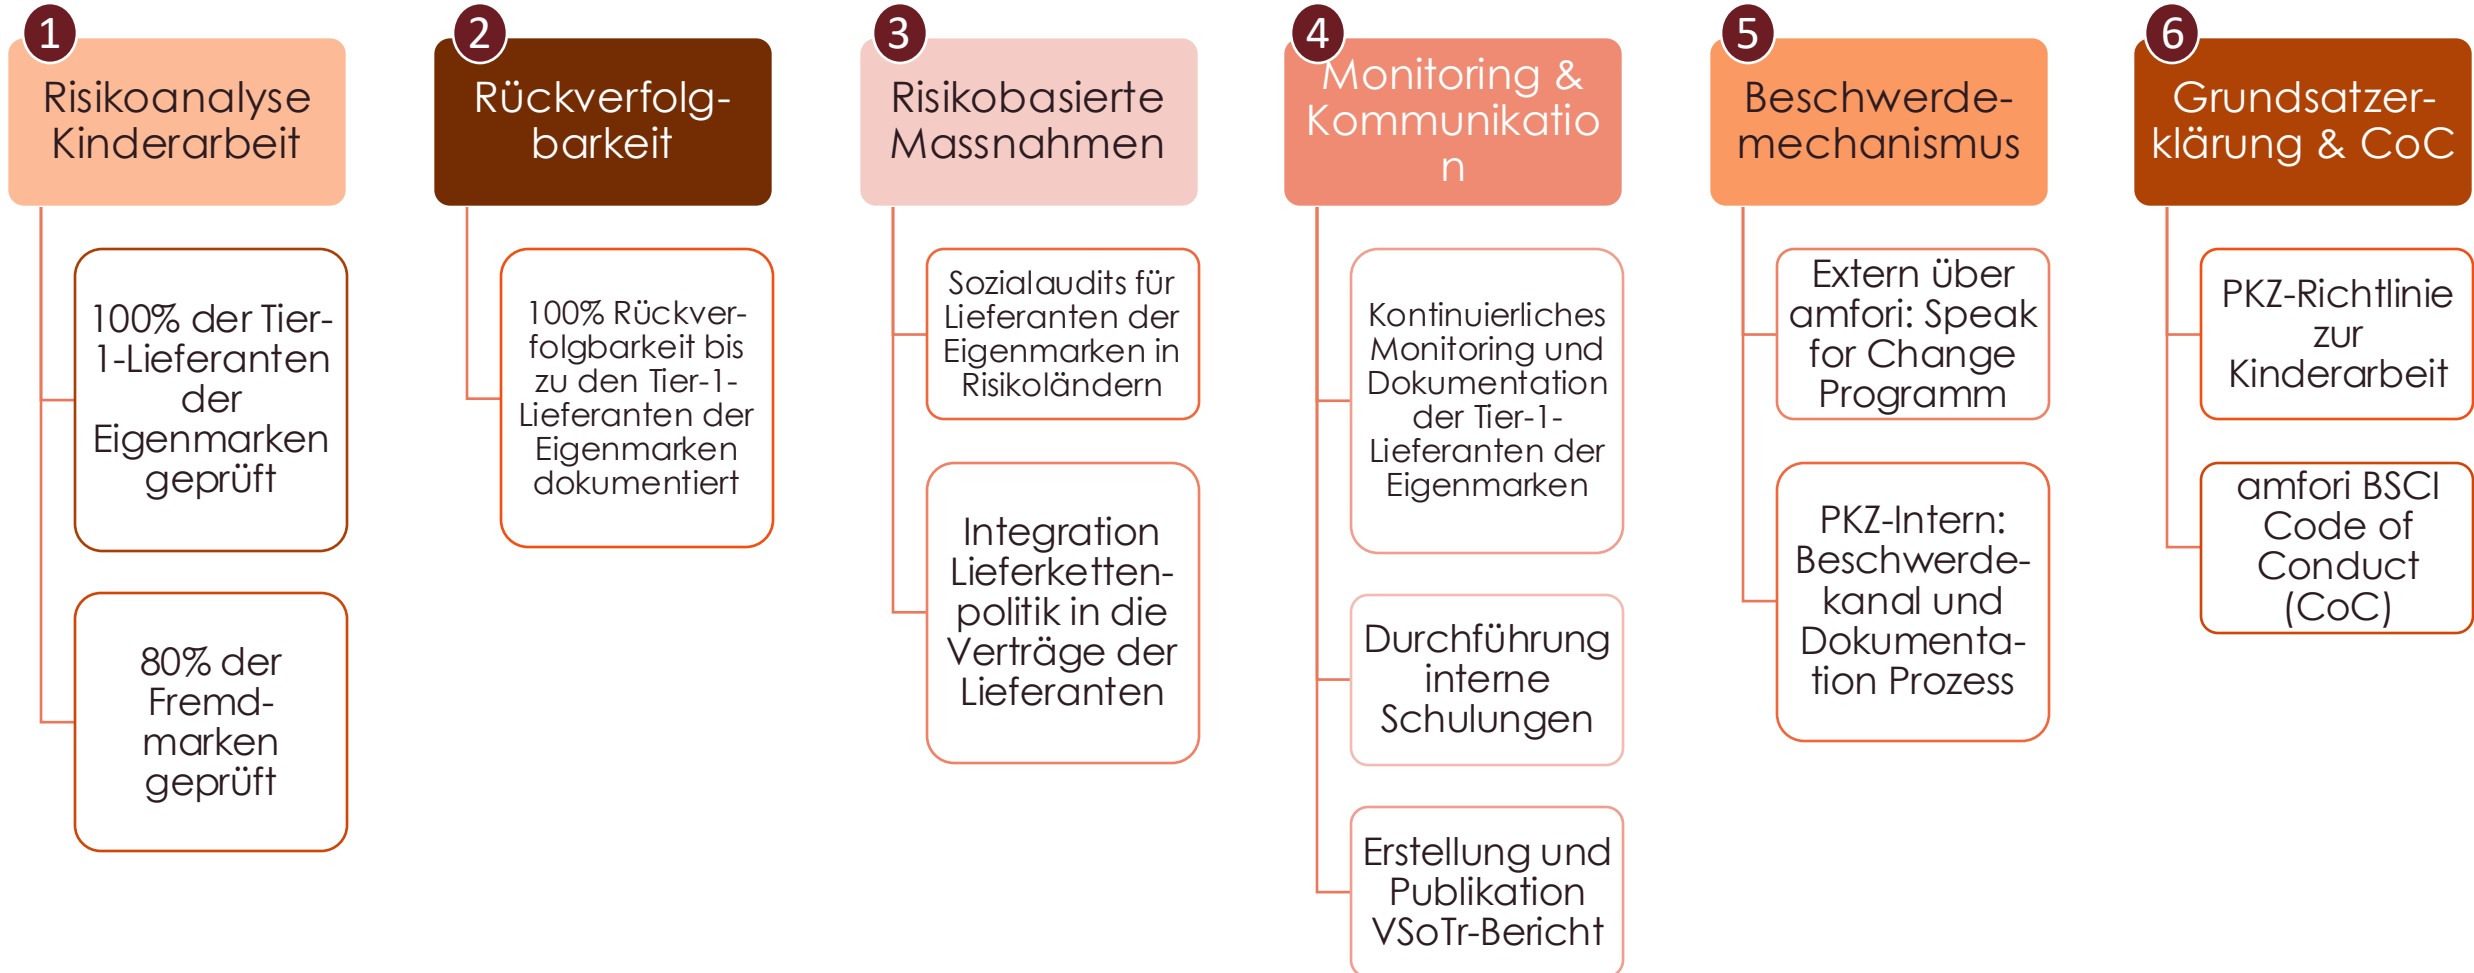 1
Risikoanalyse
Kinderarbeit
100% der Tier-
1-Lieferanten
der
Eigenmarken
geprüft
80% der
Fremd-
marken
geprüft
2
Rückverfolg-
barkeit
100% Rückver-
folgbarkeit bis
zu den Tier-1-
Lieferanten der
Eigenmarken
dokumentiert
3
Risikobasierte
Massnahmen
Sozialaudits für
Lieferanten der
Eigenmarken in
Risikoländern
Integration
Lieferketten-
politik in die
Verträge der
Lieferanten
4
Monitoring &
Kommunikatio
n
Kontinuierliches
Monitoring und
Dokumentation
der Tier-1-
Lieferanten der
Eigenmarken
Durchführung
interne
Schulungen
Erstellung und
Publikation
VSoTr-Bericht
5
Beschwerde-
mechanismus
Extern über
amfori: Speak
for Change
Programm
PKZ-Intern:
Beschwerde-
kanal und
Dokumenta-
tion Prozess
6
Grundsatzer-
klärung & CoC
PKZ-Richtlinie
zur
Kinderarbeit
amfori BSCI
Code of
Conduct
(CoC)